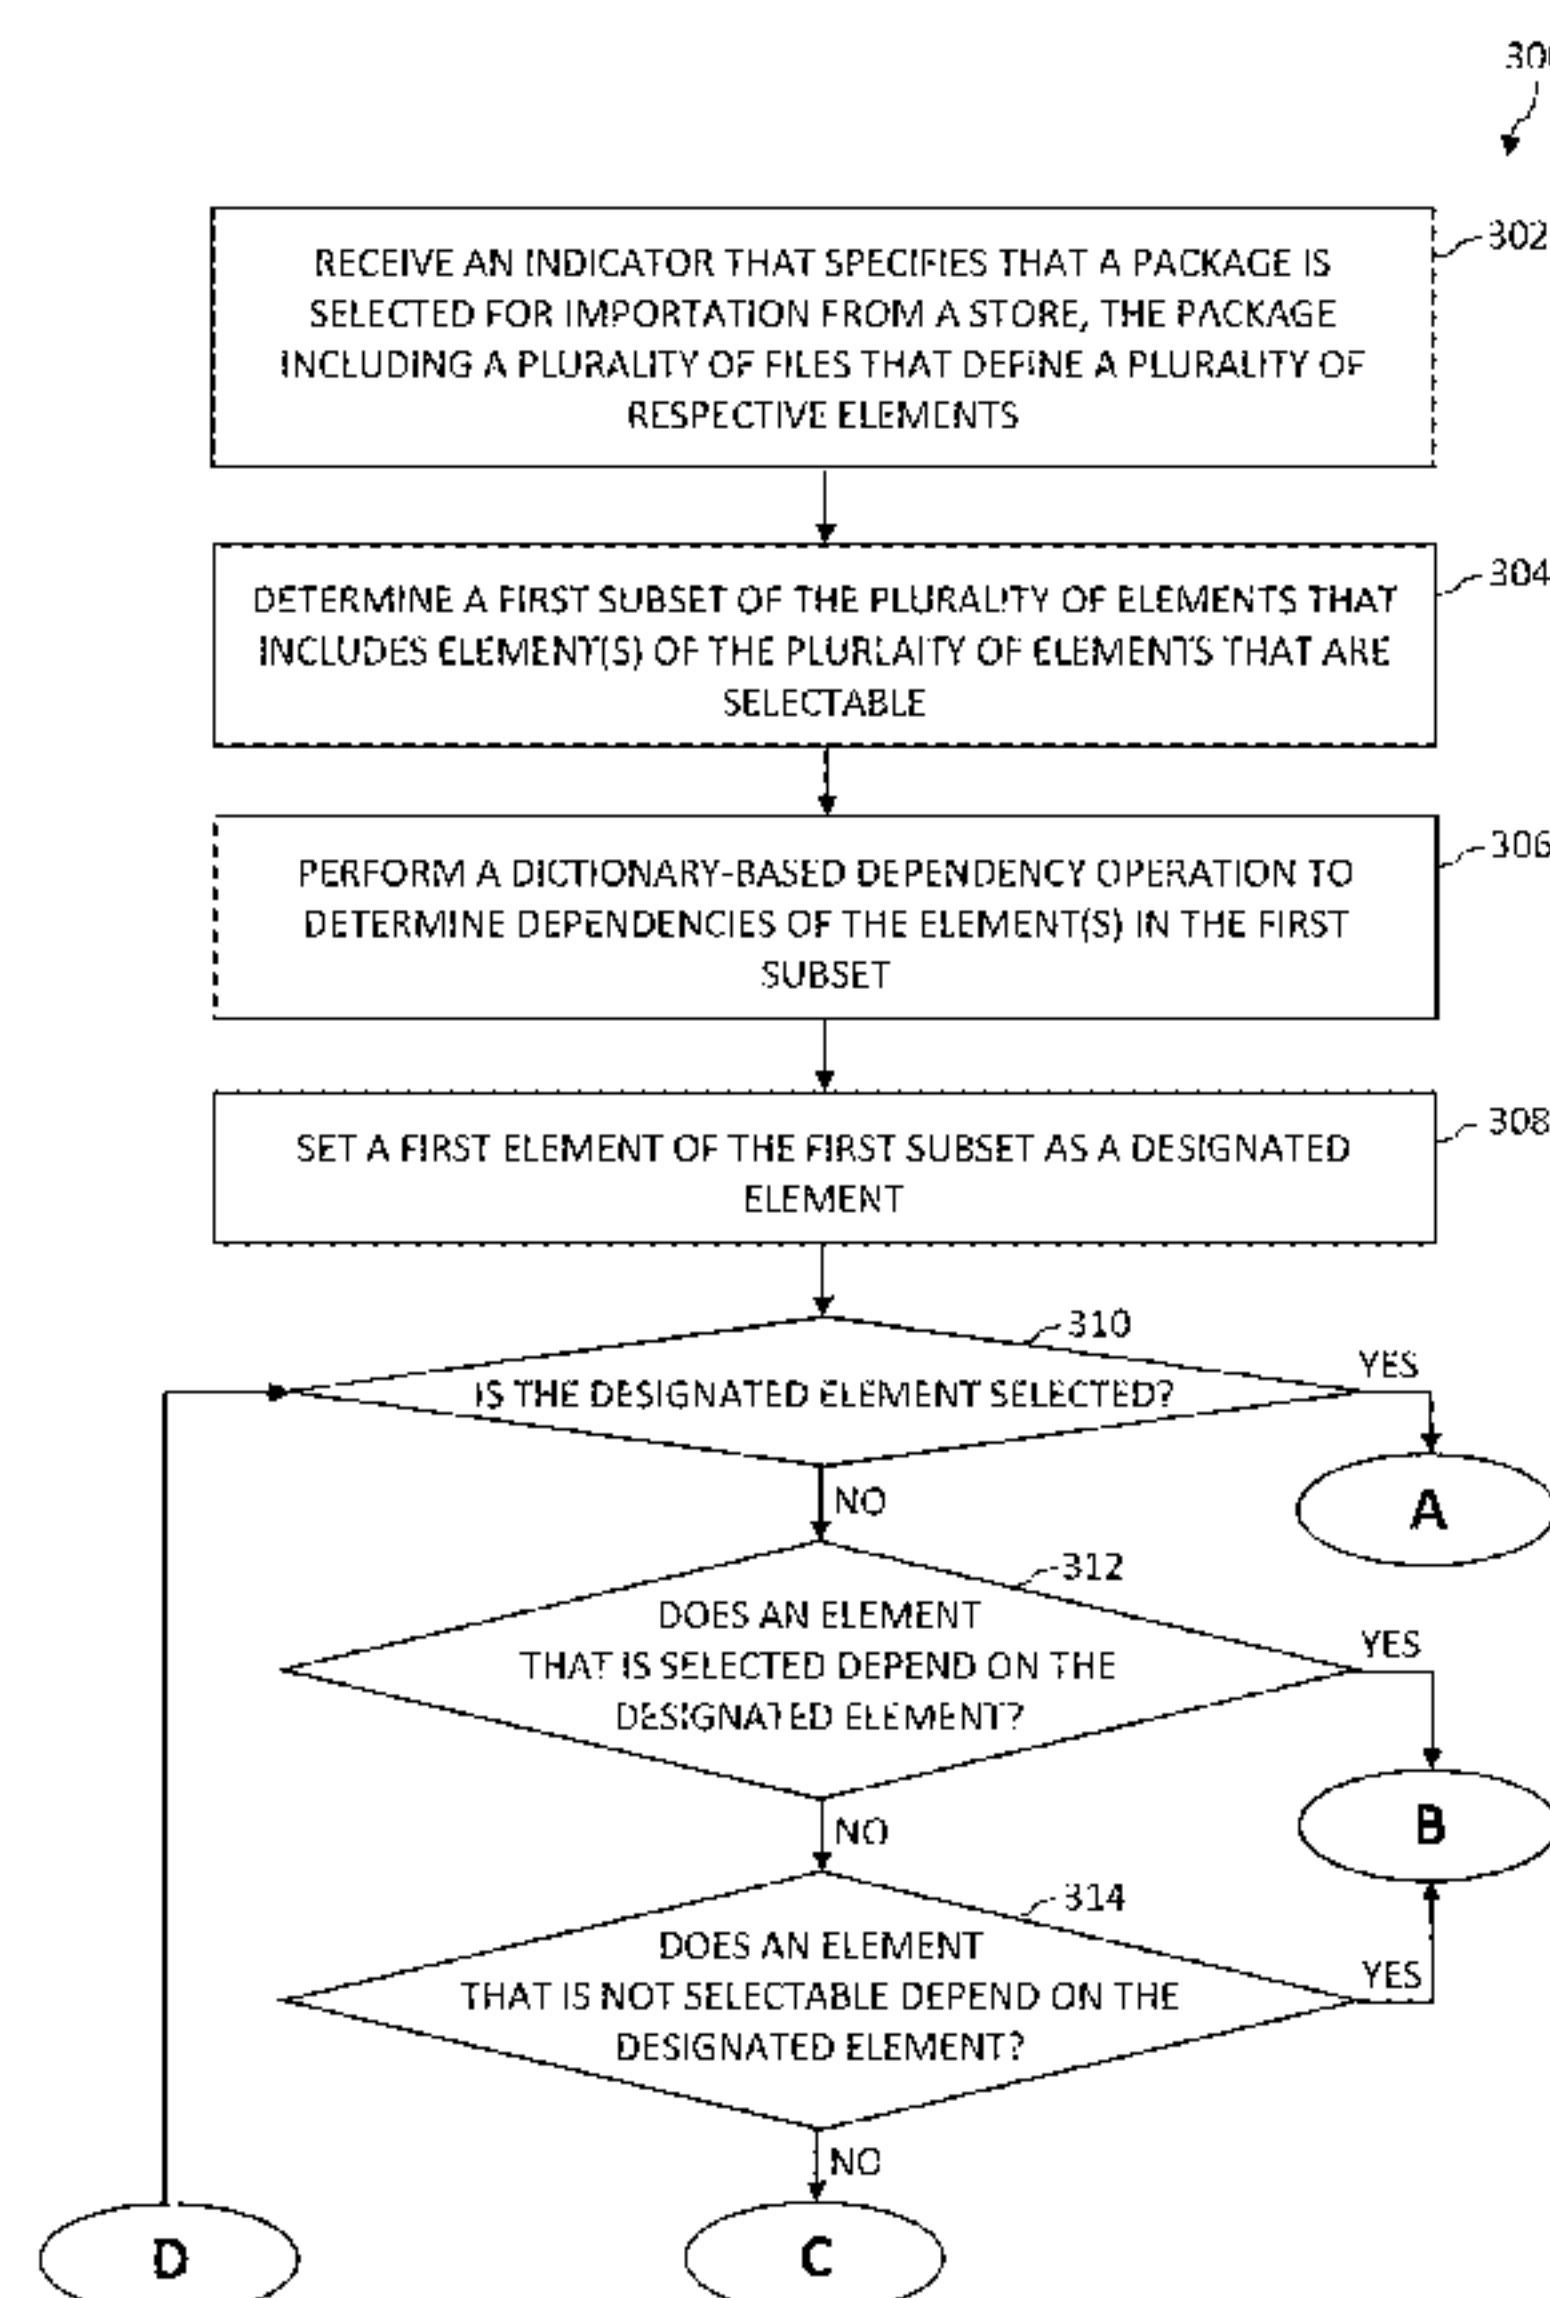 RECEIVE AN INDICATOR THAT SPECIFIES THAT A PACKAGE IS
SELECTED FOR IMPORTATION FROM A STORE, THE PACKAGE
INCLUDING A PLURALITY OF FILES THAT DEFINE A PLURALITY OF
RESPECTIVE ELEMENTS
302
DETERMINE A FIRST SUBSET OF THE PLURALITY OF ELEMENTS THAT
INCLUDES ELEMENT(S) OF THE PLURLAITY OF ELEMENTS THAT ARE
SELECTABLE
304
PERFORM A DICTIONARY-BASED DEPENDENCY OPERATION TO
DETERMINE DEPENDENCIES OF THE ELEMENT(S) IN THE FIRST
SUBSET
306
SET A FIRST ELEMENT OF THE FIRST SUBSET AS A DESIGNATED
ELEMENT
308
310
IS THE DESIGNATED ELEMENT SELECTED?
YES
A
NO
312
DOES AN ELEMENT
THAT IS SELECTED DEPEND ON THE
DESIGNATED ELEMENT?
YES
B
NO
314
DOES AN ELEMENT
THAT IS NOT SELECTABLE DEPEND ON THE
DESIGNATED ELEMENT?
YES
NO
D
C